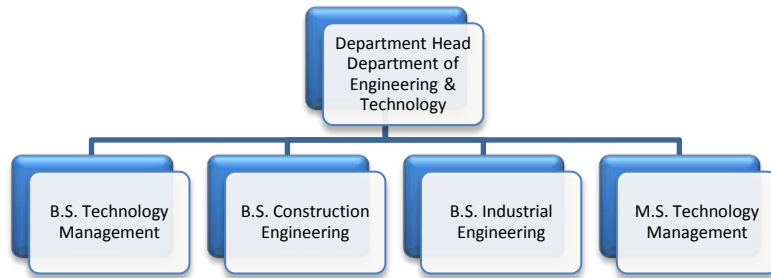 Department Head
Department of
Engineering &
Technology
B.S. Technology
Management
B.S. Construction
Engineering
B.S. Industrial
Engineering
M.S. Technology
Management